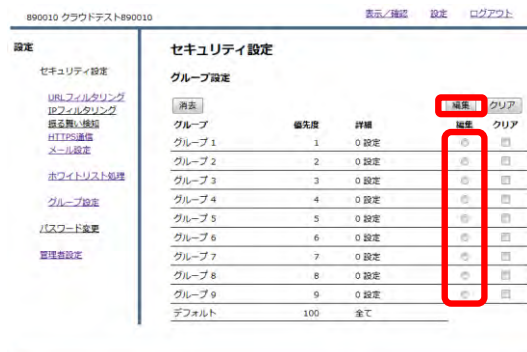 890010 クラウドテスト890010
表示/確認 設定 ログアウト
設定
セキュリティ設定
URLフィルタリング
IPフィルタリング
振る舞い検知
HTTPS通信
メール設定
ホワイトリスト処理
グループ設定
パスワード変更
管理者設定
セキュリティ設定
グループ設定
消去 編集 クリア
グループ 優先度 詳細 編集 クリア
グループ 1 1 0 設定
グループ 2 2 0 設定
グループ 3 3 0 設定
グループ 4 4 0 設定
グループ 5 5 0 設定
グループ 6 6 0 設定
グループ 7 7 0 設定
グループ 8 8 0 設定
グループ 9 9 0 設定
デフォルト 100 全て